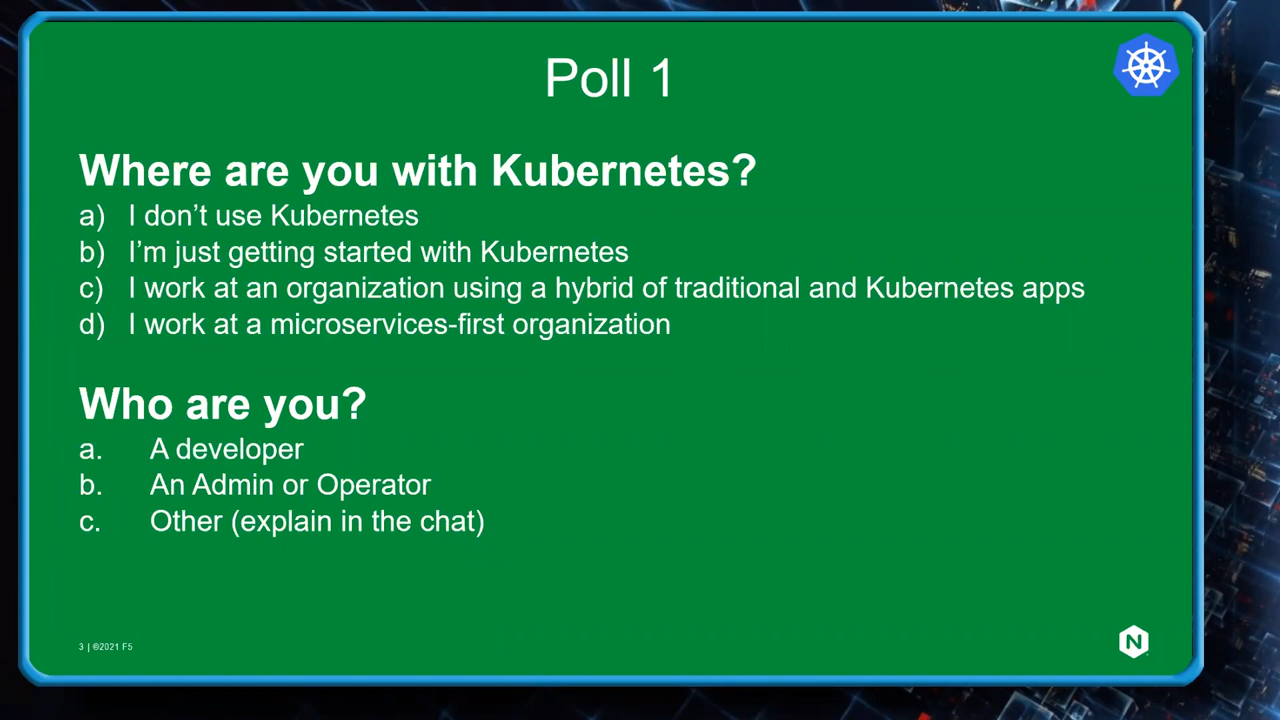 Poll 1
Where are you with Kubernetes?
a) I don’t use Kubernetes
b) I’m just getting started with Kubernetes
c) I work at an organization using a hybrid of traditional and Kubernetes apps
d) I work at a microservices-first organization
Who are you?
a. A developer
b. An Admin or Operator
c. Other (explain in the chat)
3 | ©2021 F5
N